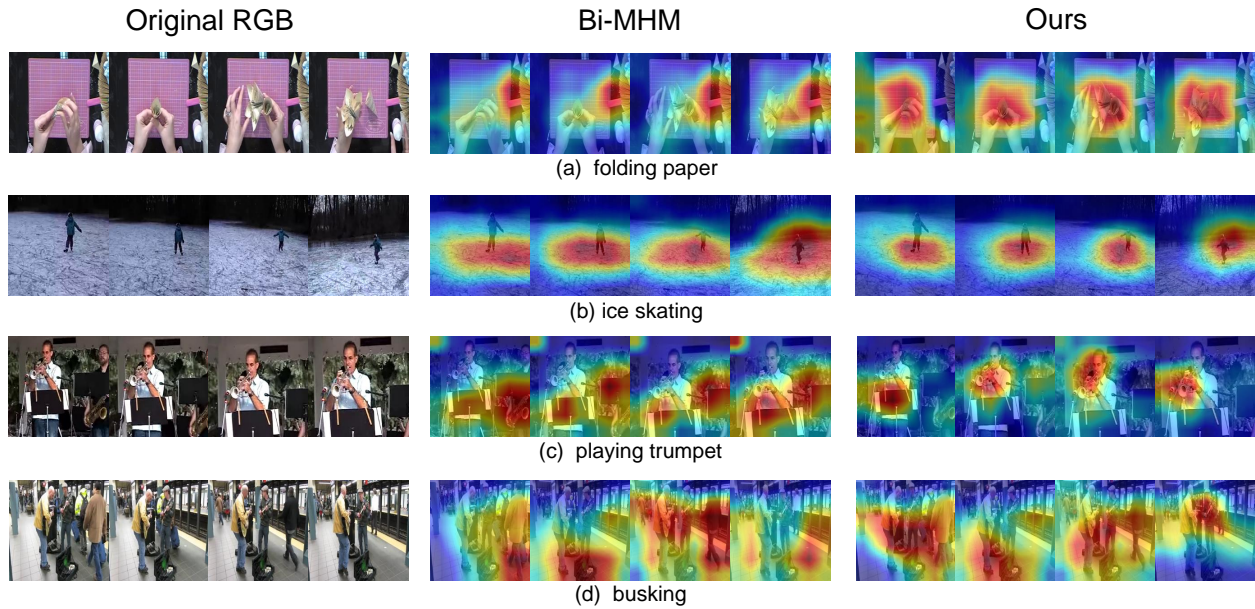 Original RGB
Bi-MHM
Ours
(a) folding paper
(b) ice skating
(c) playing trumpet
(d) busking